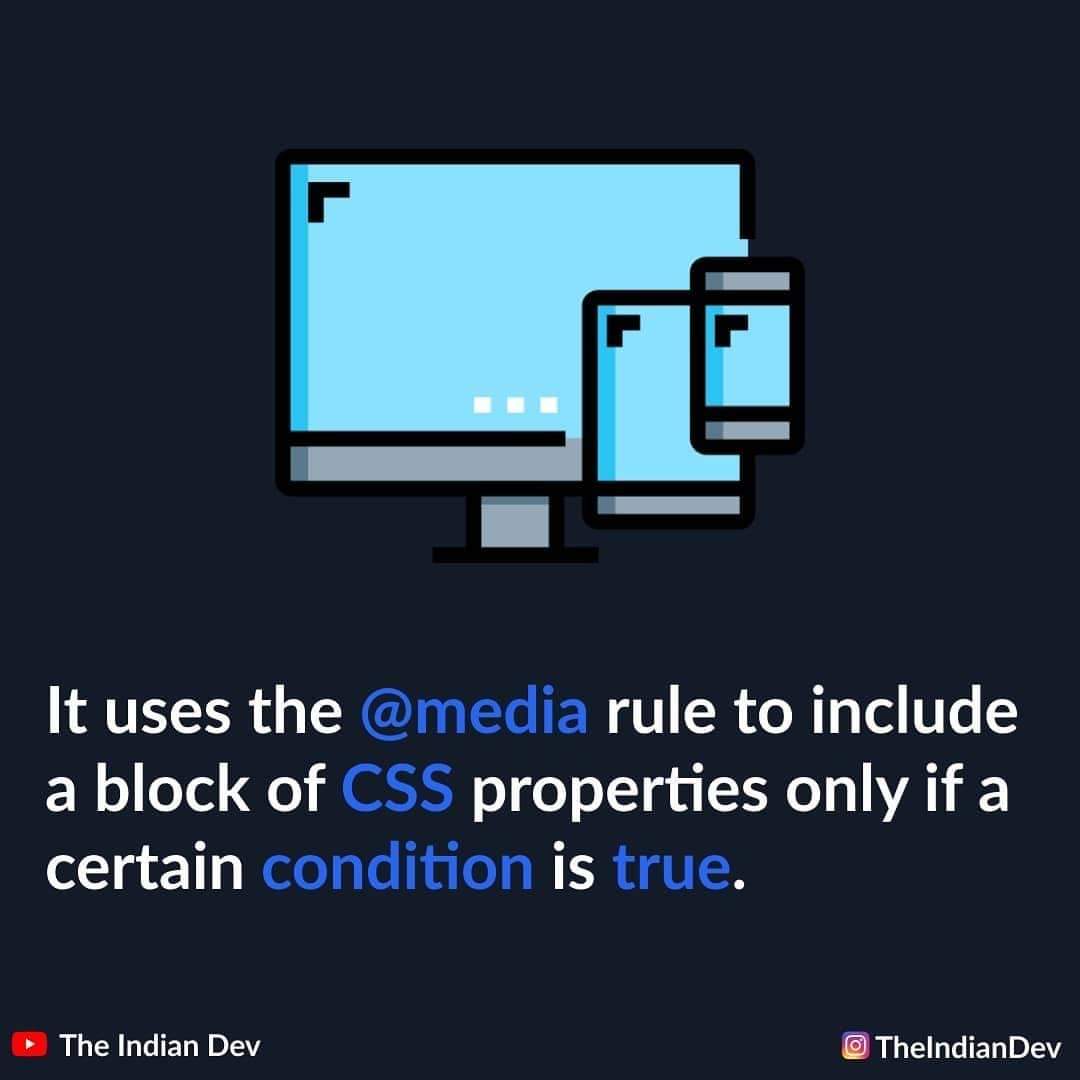 It uses the @media rule to include
a block of CSS properties only if a
certain condition is true.
The Indian Dev
TheIndianDev